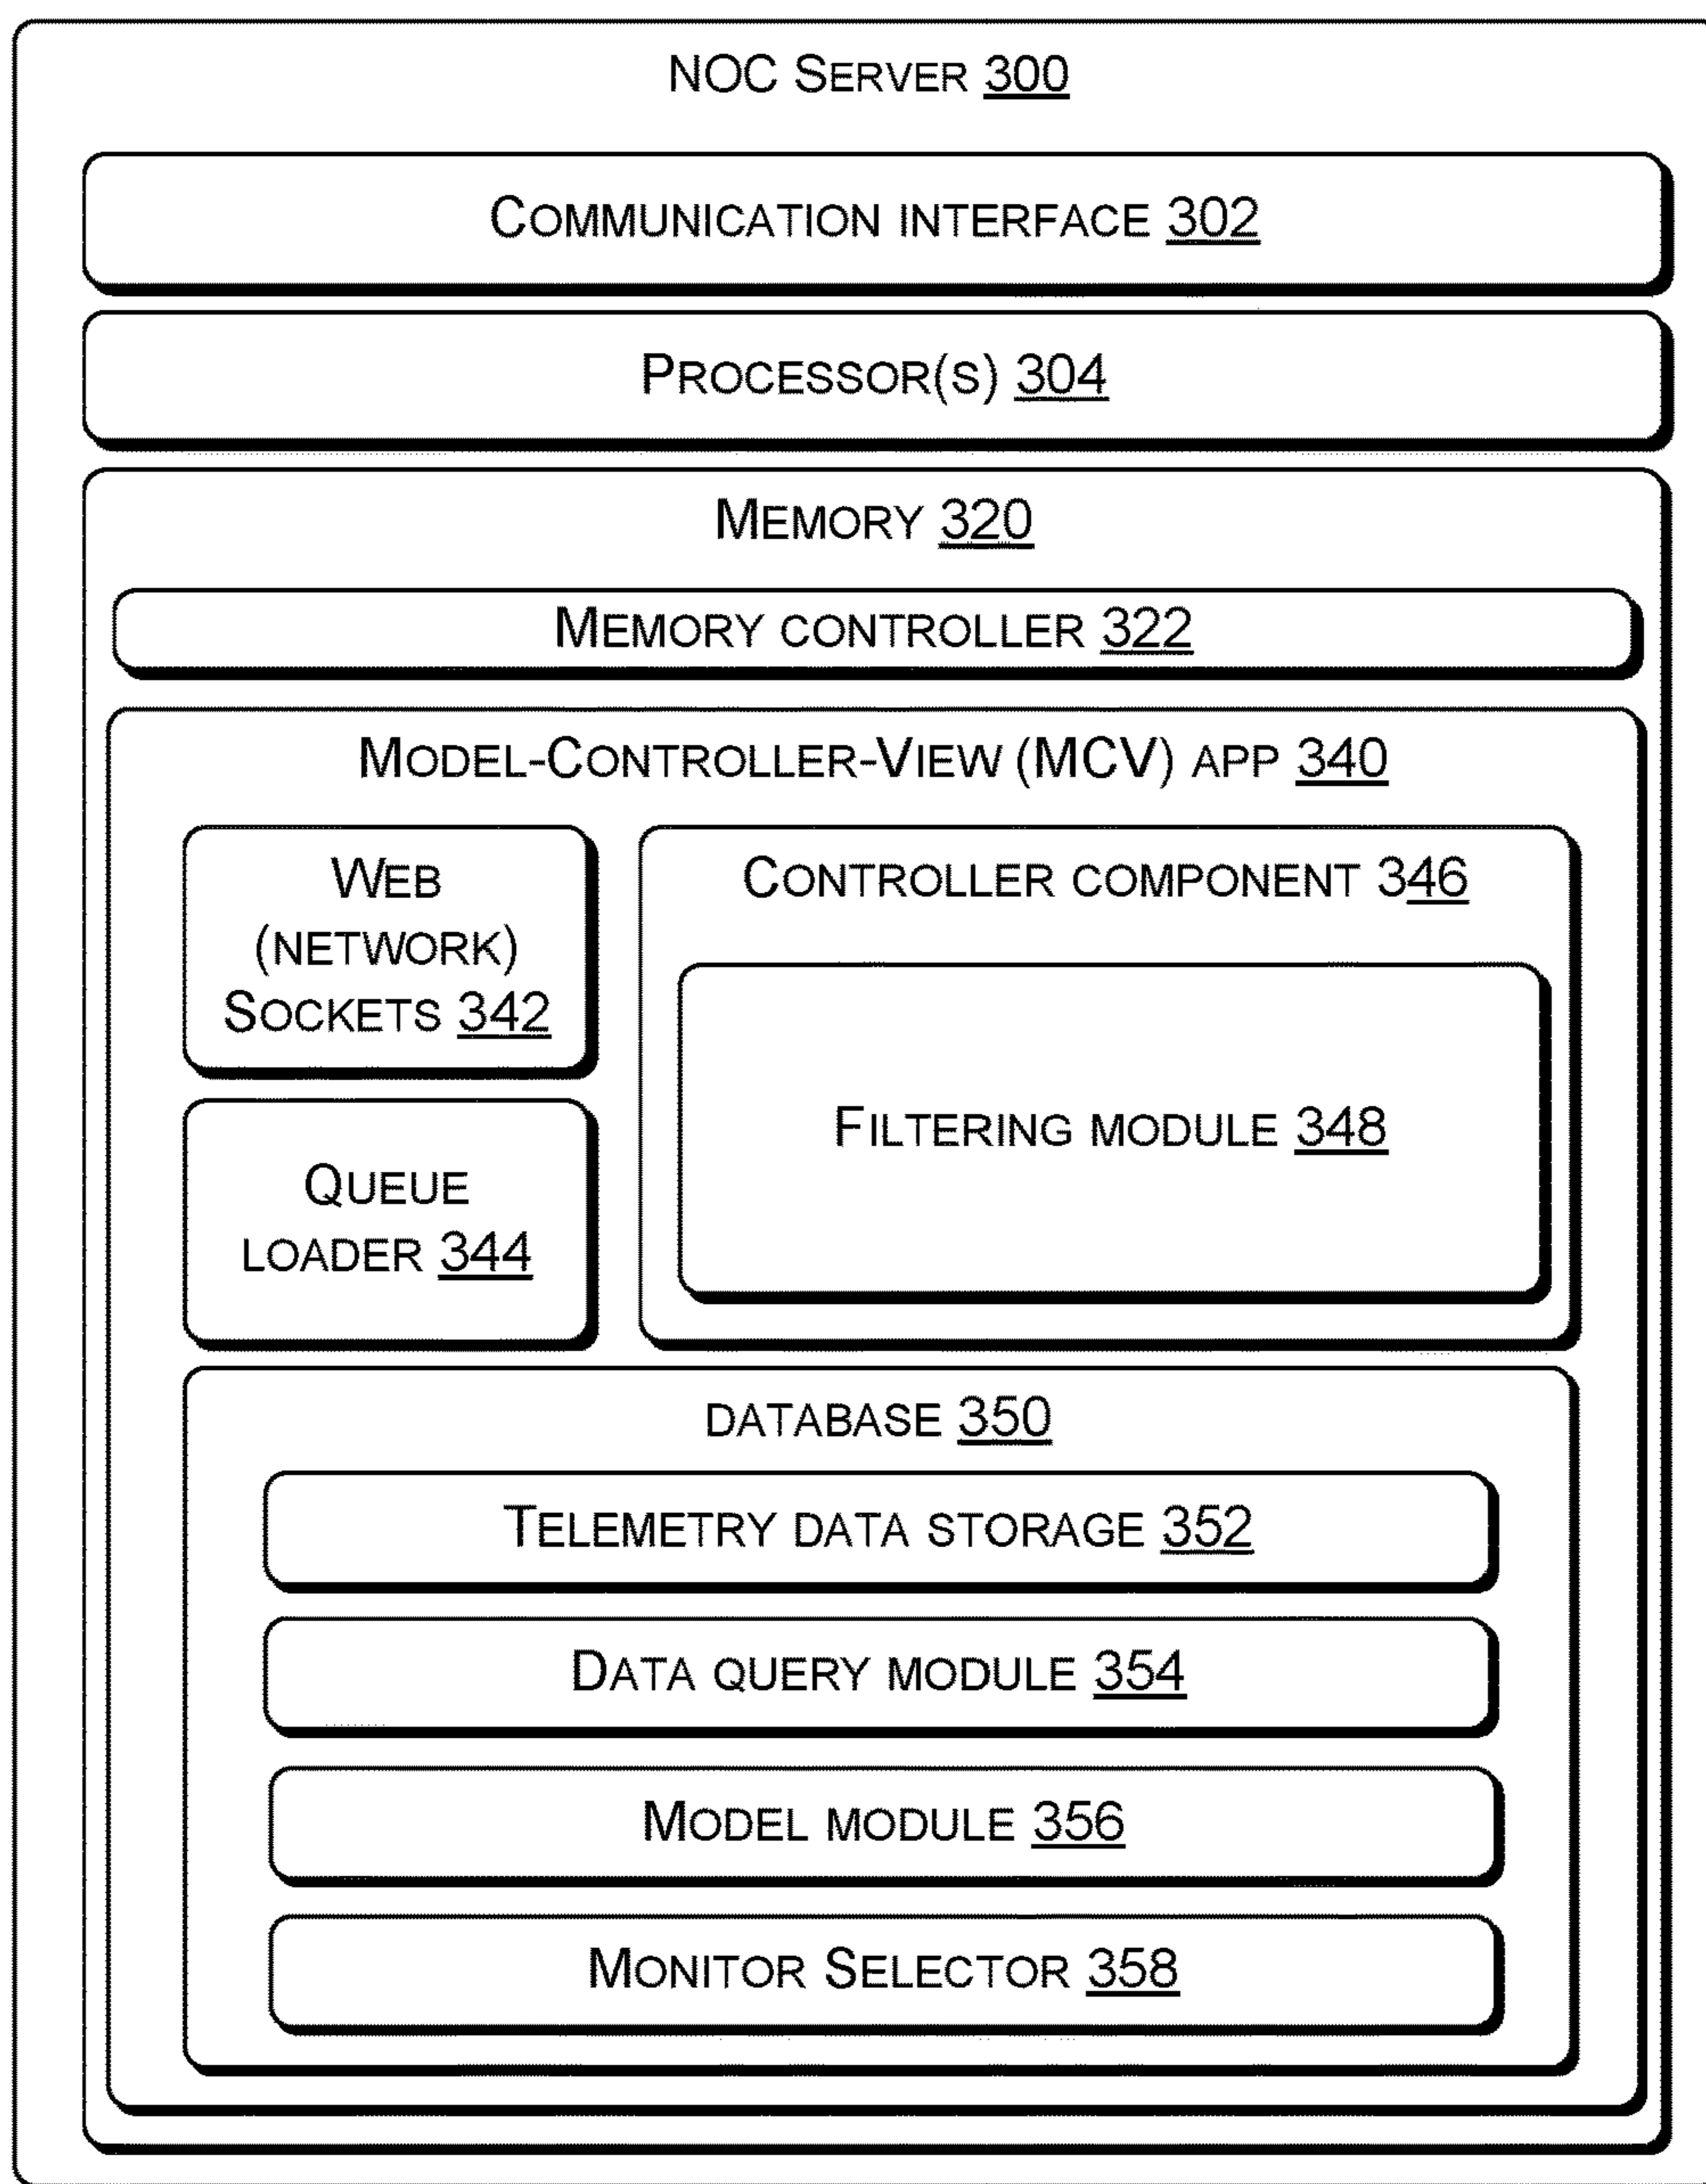 NOC Server 300
Communication interface 302
Processor(s) 304
Memory 320
Memory controller 322
Model-Controller-View (MCV) app 340
Web
(network)
Sockets 342
Controller component 346
Filtering module 348
Queue
loader 344
database 350
Telemetry data storage 352
Data query module 354
Model module 356
Monitor Selector 358